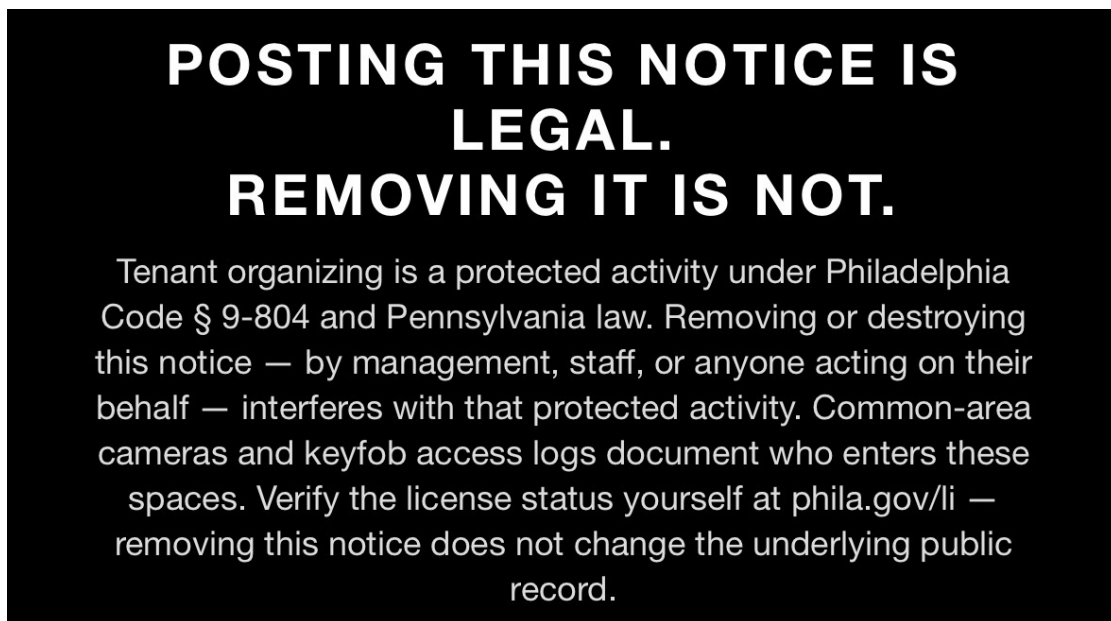 POSTING THIS NOTICE IS
LEGAL.
REMOVING IT IS NOT.
Tenant organizing is a protected activity under Philadelphia
Code § 9-804 and Pennsylvania law. Removing or destroying
this notice — by management, staff, or anyone acting on their
behalf — interferes with that protected activity. Common-area
cameras and keyfob access logs document who enters these
spaces. Verify the license status yourself at phila.gov/li —
removing this notice does not change the underlying public
record.